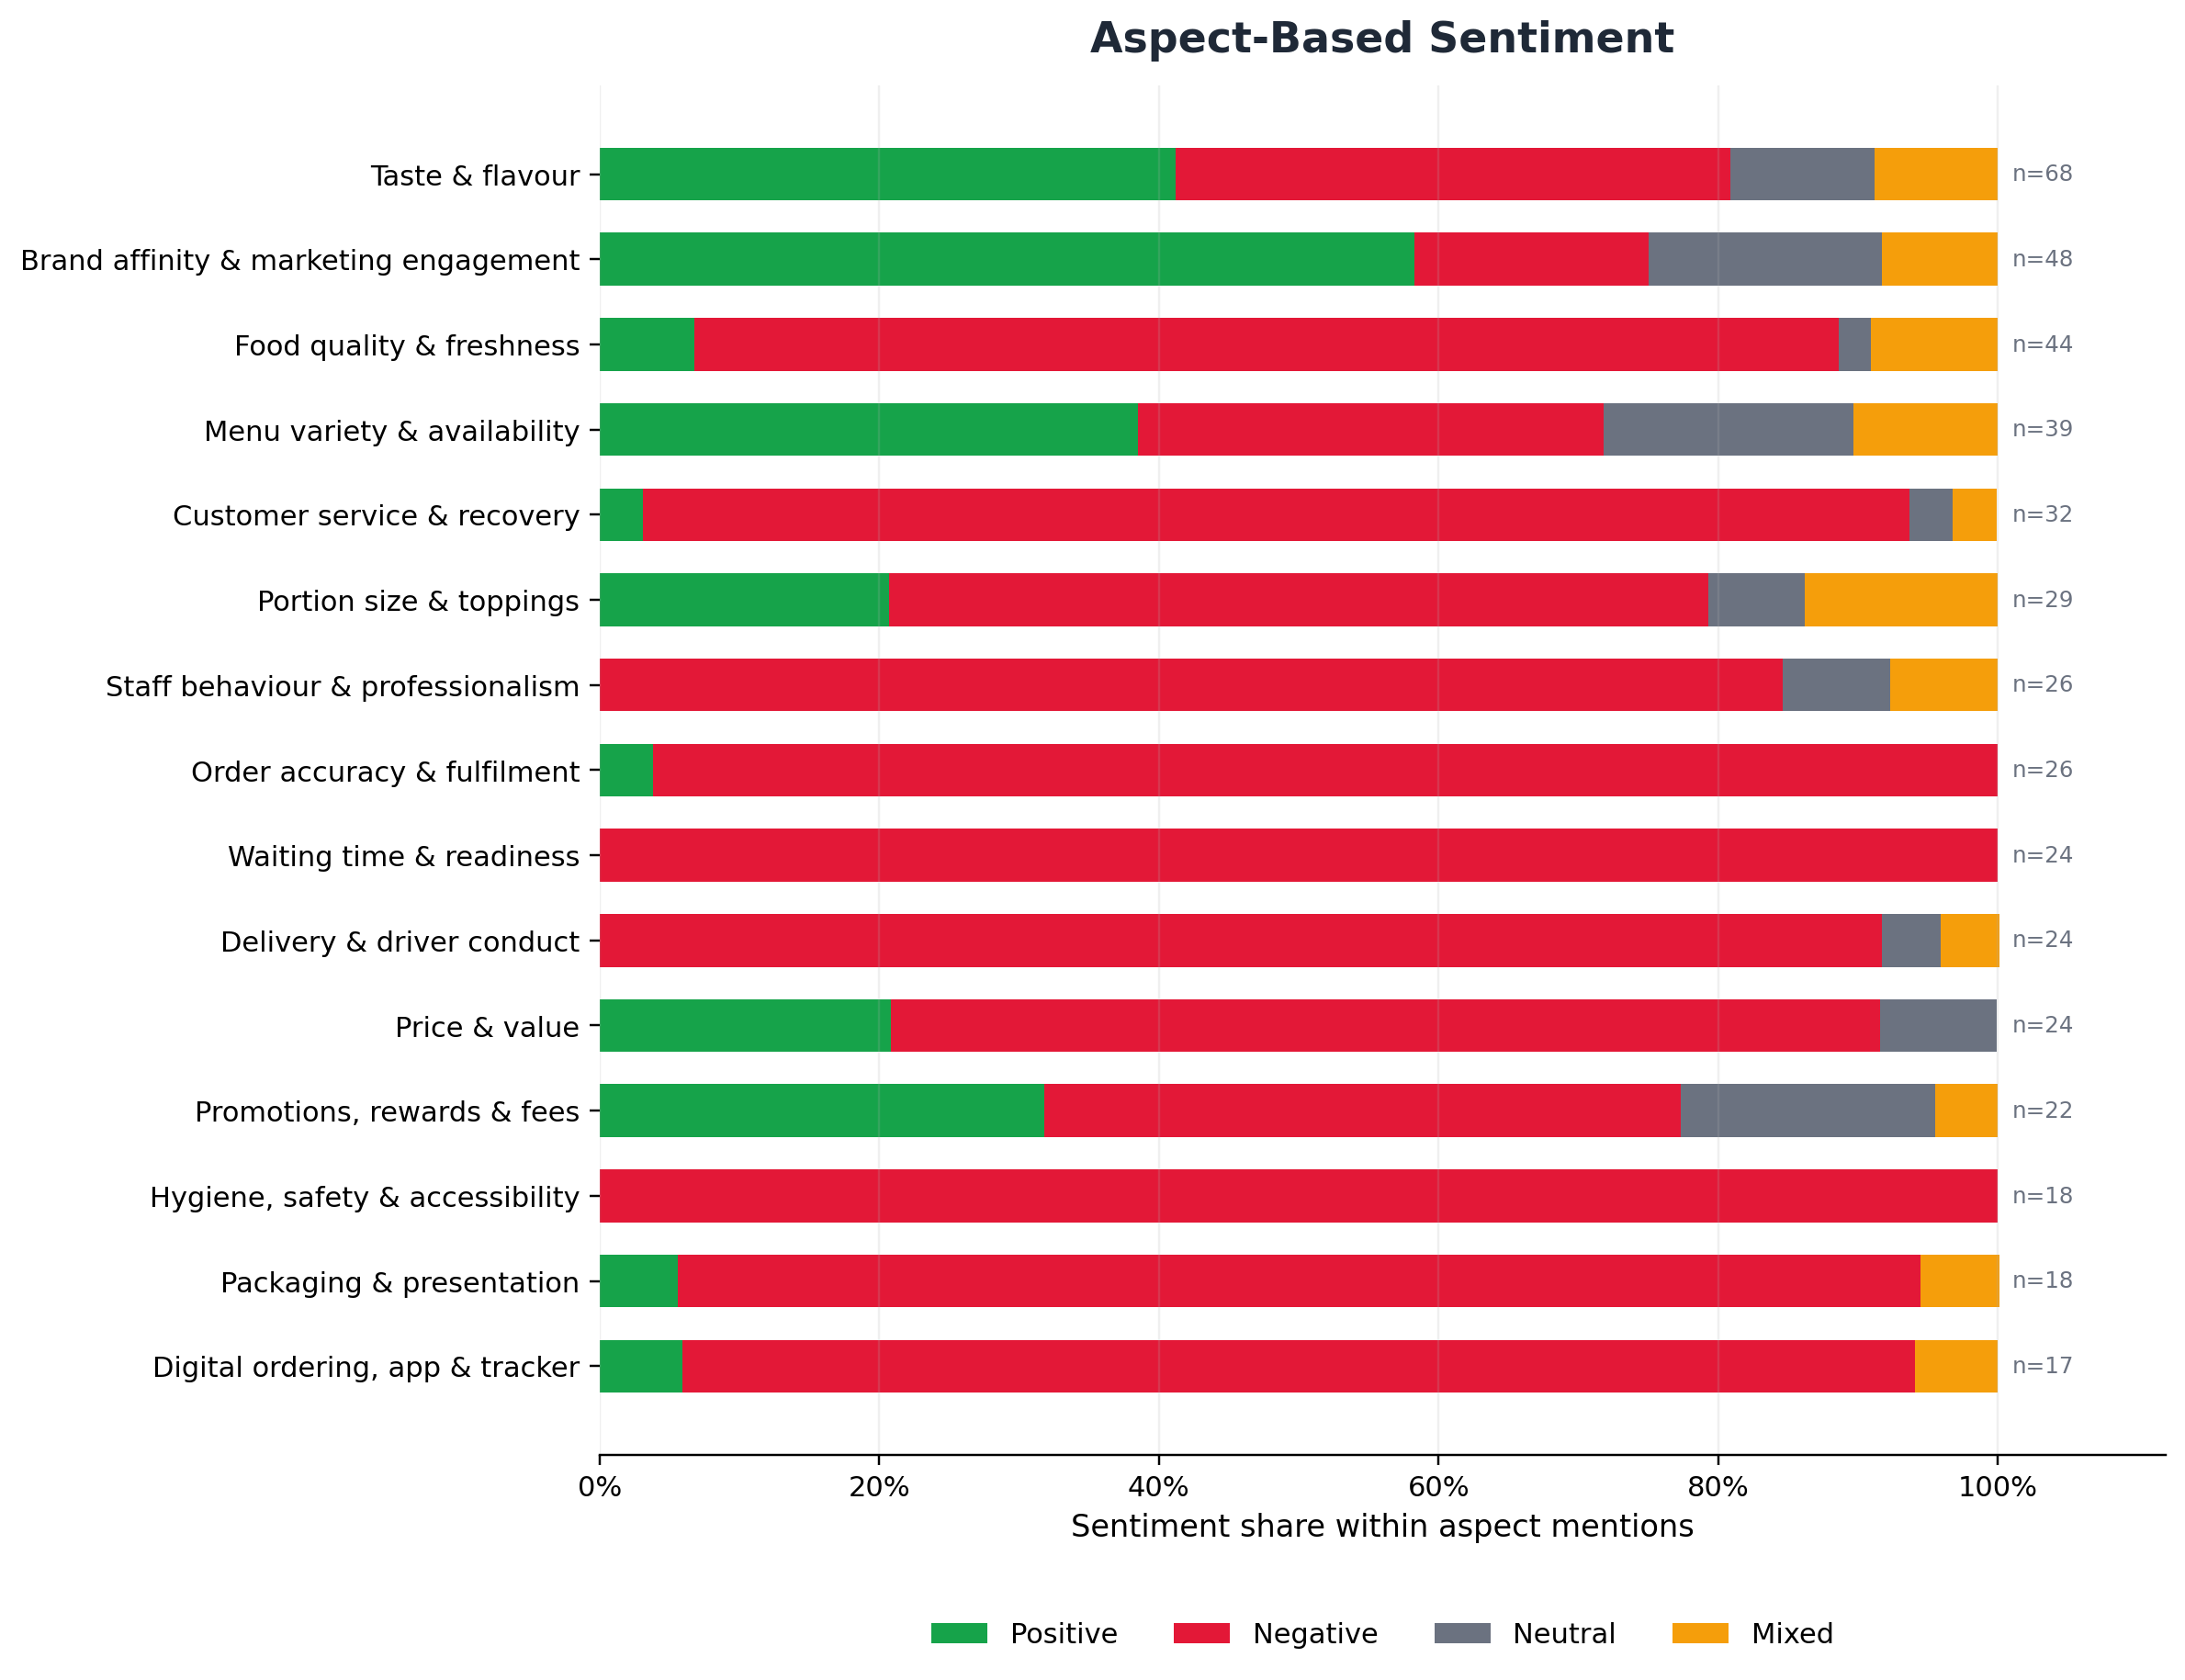 Aspect-Based Sentiment
Taste & flavour n=68
Brand affinity & marketing engagement n=48
Food quality & freshness n=44
Menu variety & availability n=39
Customer service & recovery n=32
Portion size & toppings n=29
Staff behaviour & professionalism n=26
Order accuracy & fulfilment n=26
Waiting time & readiness n=24
Delivery & driver conduct n=24
Price & value n=24
Promotions, rewards & fees n=22
Hygiene, safety & accessibility n=18
Packaging & presentation n=18
Digital ordering, app & tracker n=17
0% 20% 40% 60% 80% 100%
Sentiment share within aspect mentions
Positive Negative Neutral Mixed